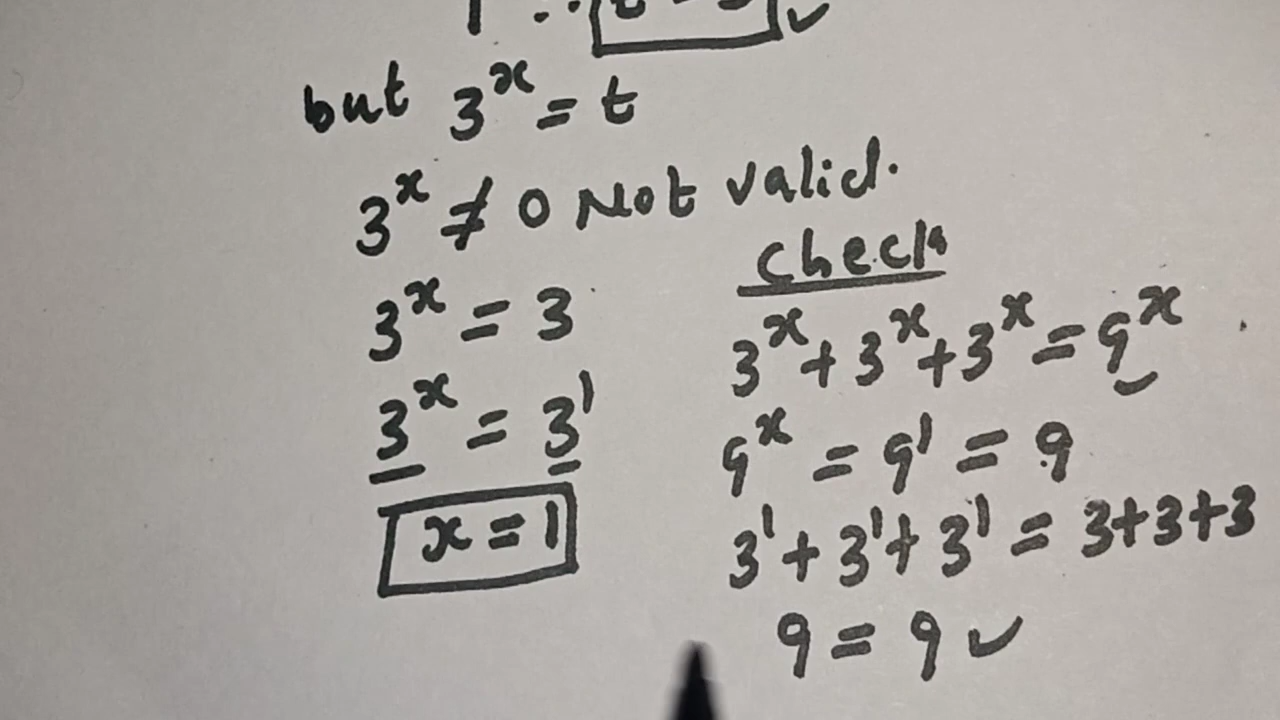 but 3^x = t
3^x ≠ 0 Not valid.
3^x = 3
3^x = 3^1
x = 1
Check
3^x + 3^x + 3^x = 9^x
9^x = 9^1 = 9
3^1 + 3^1 + 3^1 = 3+3+3
9 = 9 ✓